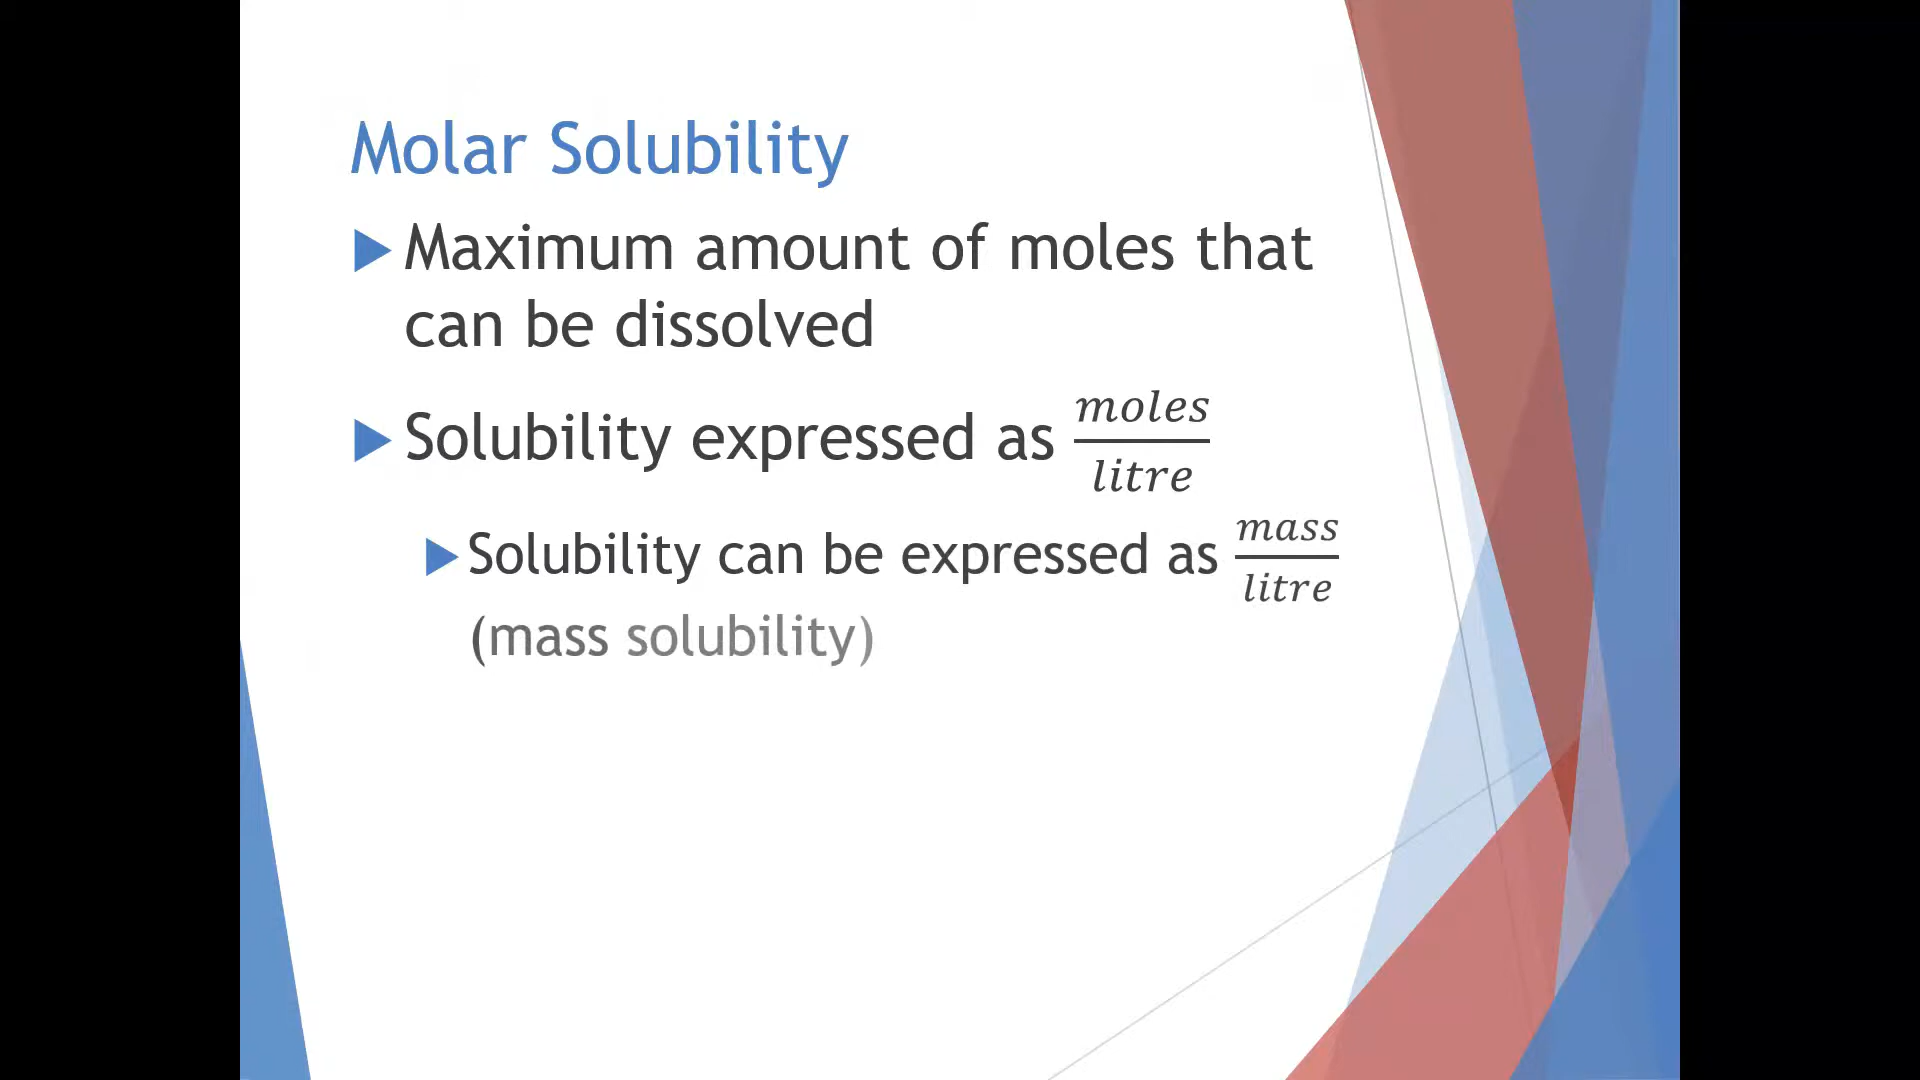 Molar Solubility
Maximum amount of moles that
can be dissolved
Solubility expressed as moles/litre
Solubility can be expressed as mass/litre
(mass solubility)